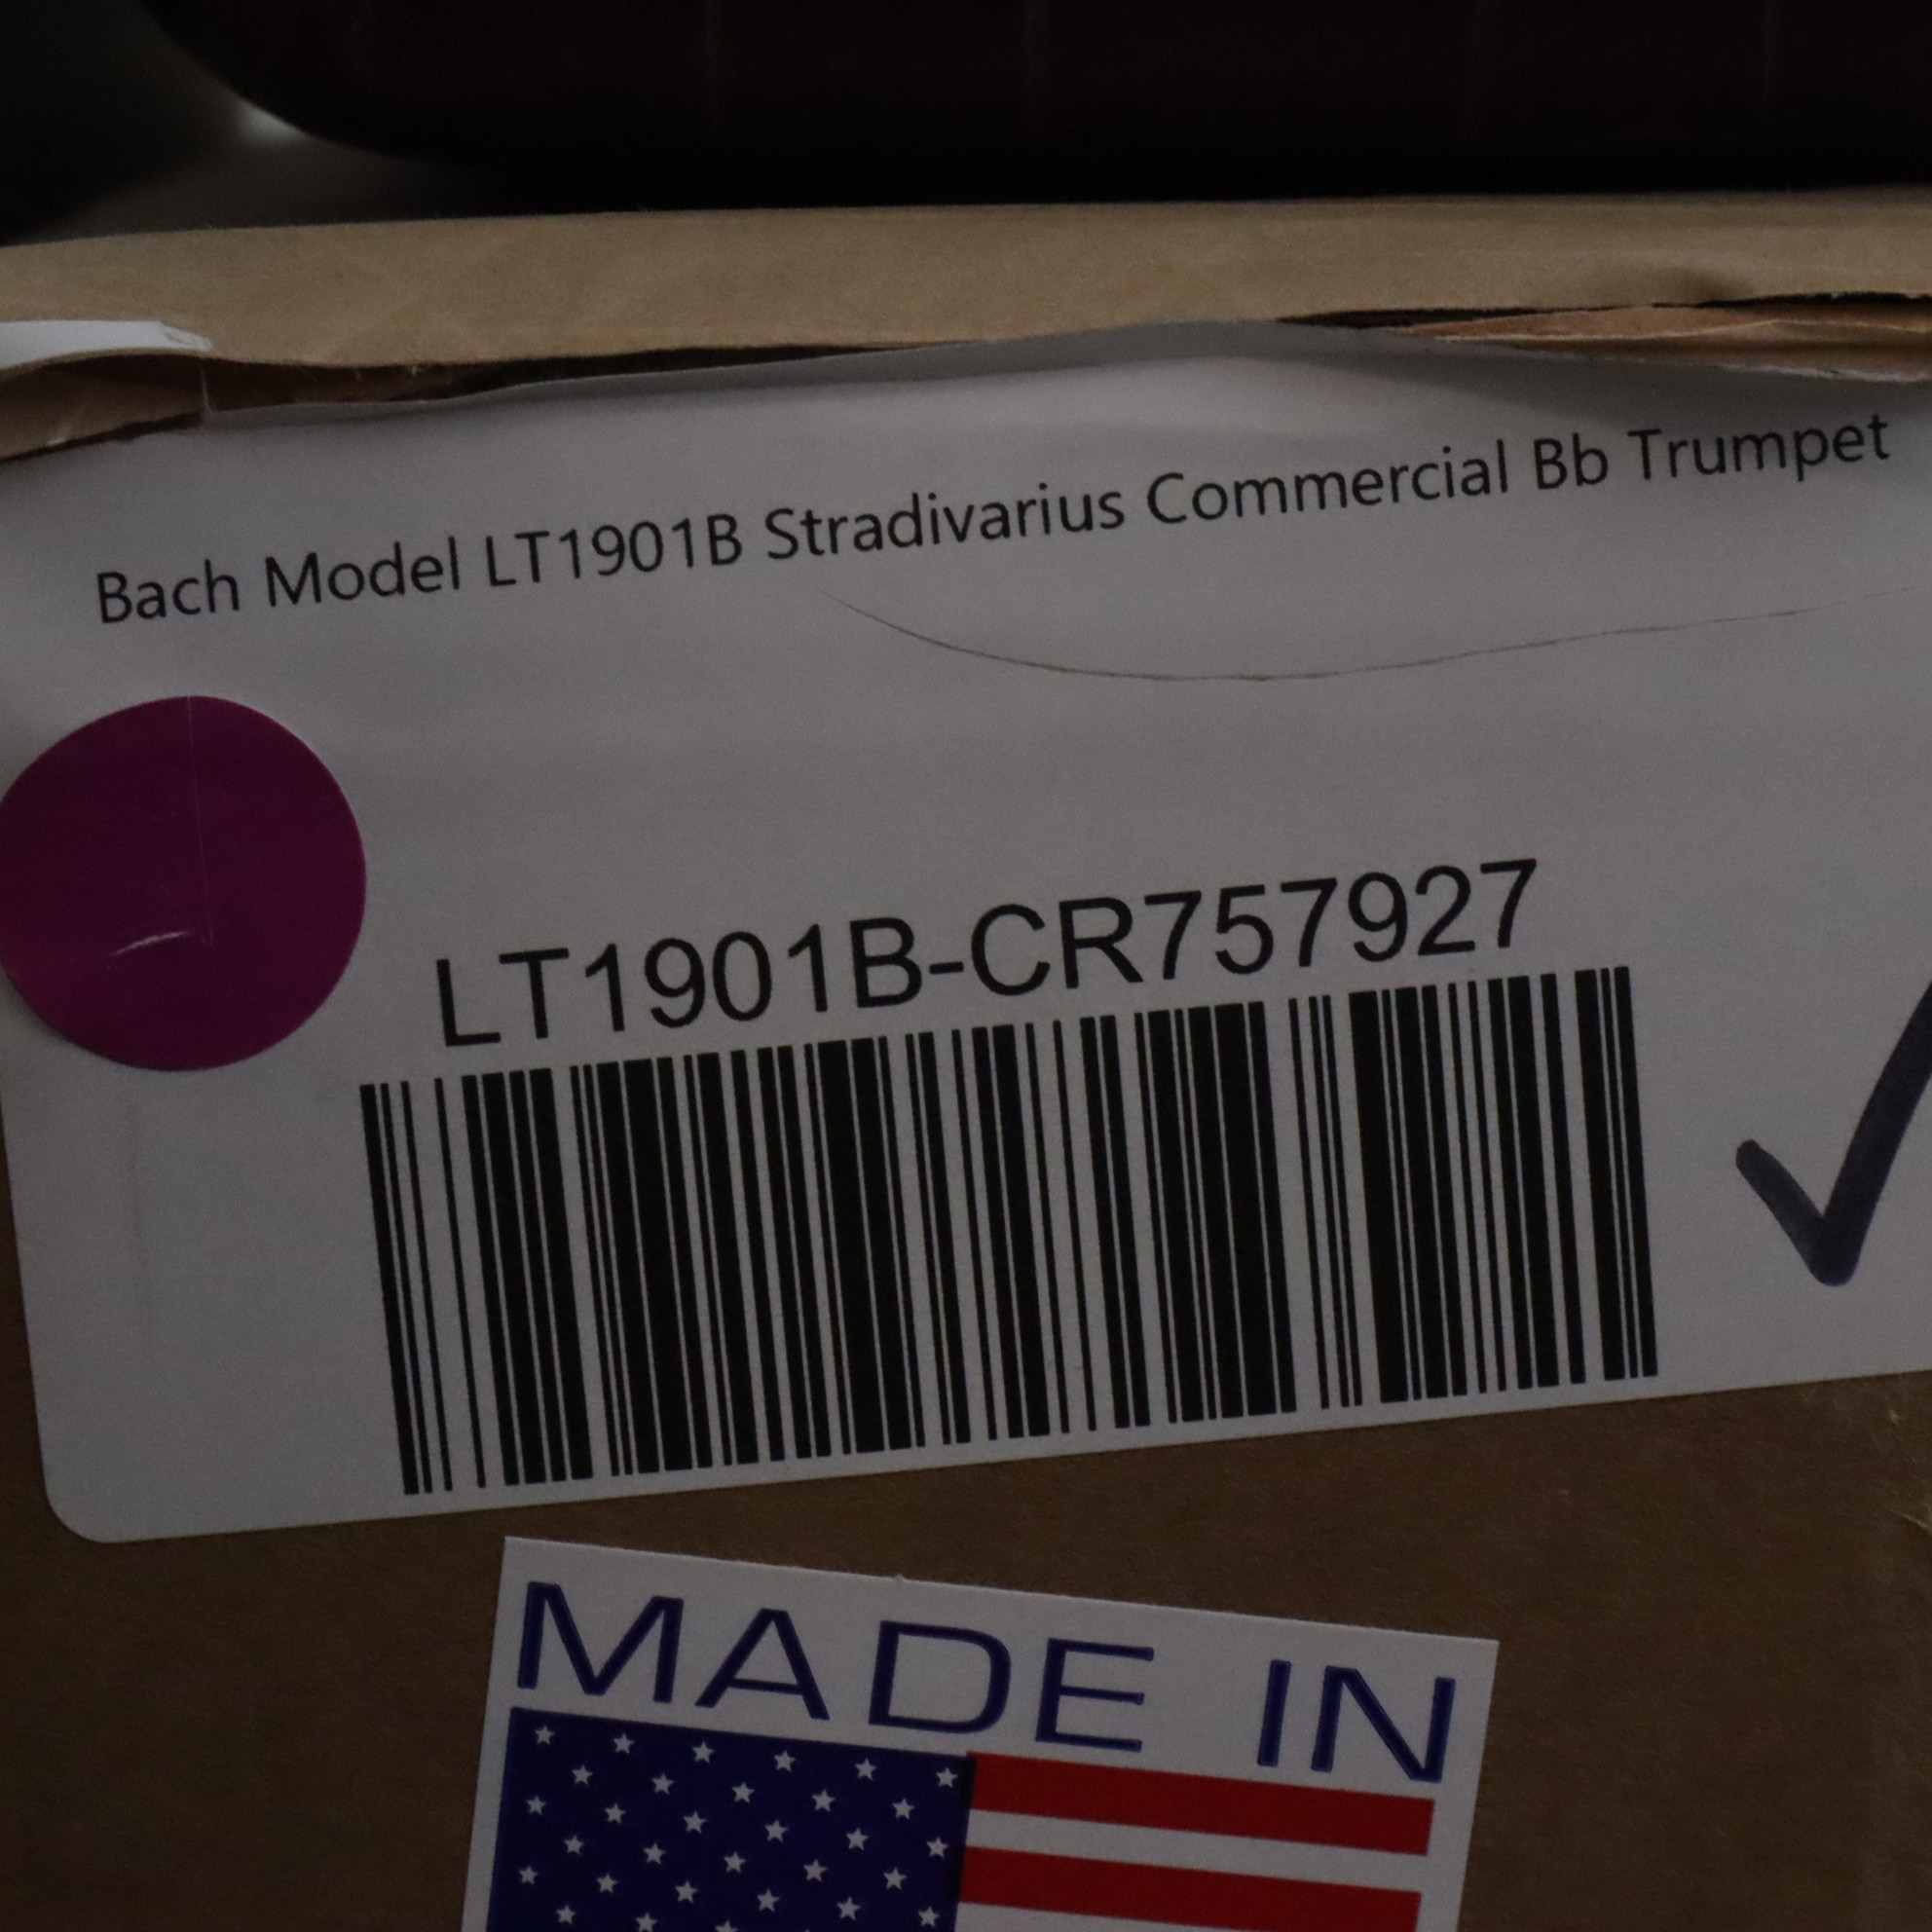 Bach Model LT1901B Stradivarius Commercial Bb Trumpet
LT1901B-CR757927
MADE IN